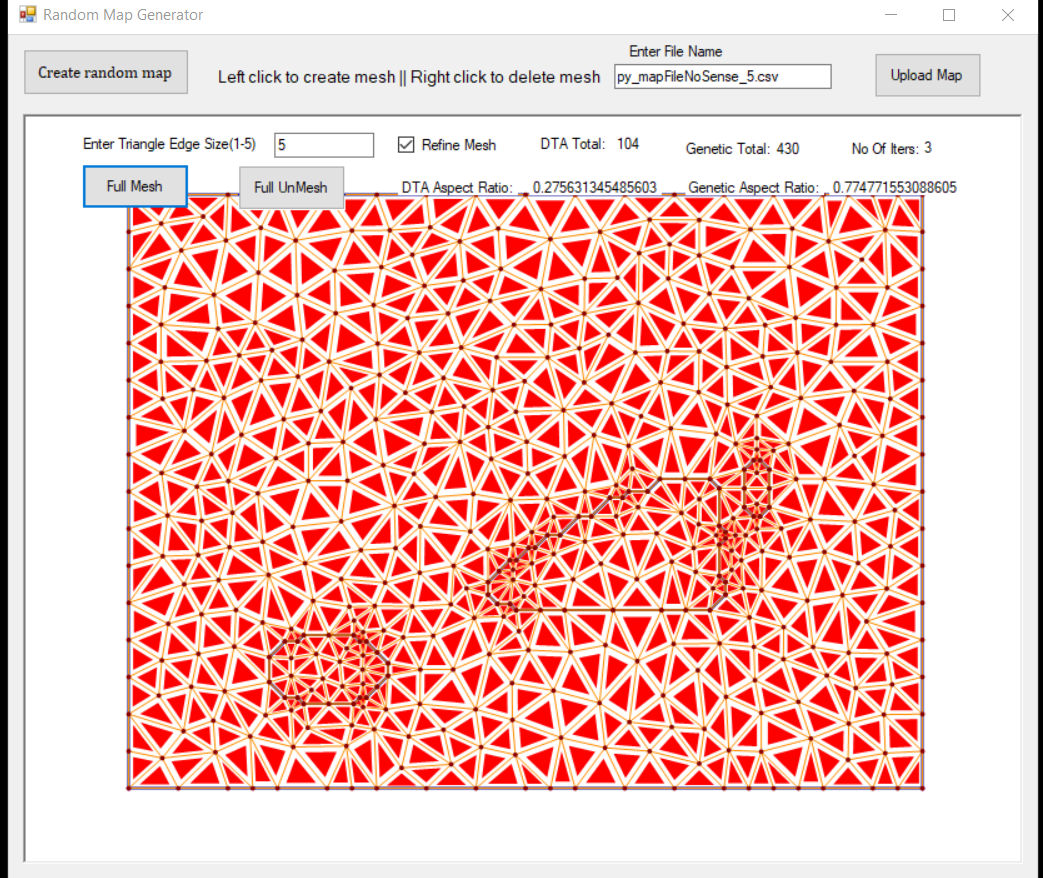 Random Map Generator
Enter File Name
Create random map
Left click to create mesh || Right click to delete mesh
py_mapFileNoSense_5.csv
Upload Map
Enter Triangle Edge Size(1-5)
5
Refine Mesh
DTA Total: 104
Genetic Total: 430
No Of Iters: 3
Full Mesh
Full UnMesh
DTA Aspect Ratio: 0.275631345485603
Genetic Aspect Ratio: 0.774771553088605